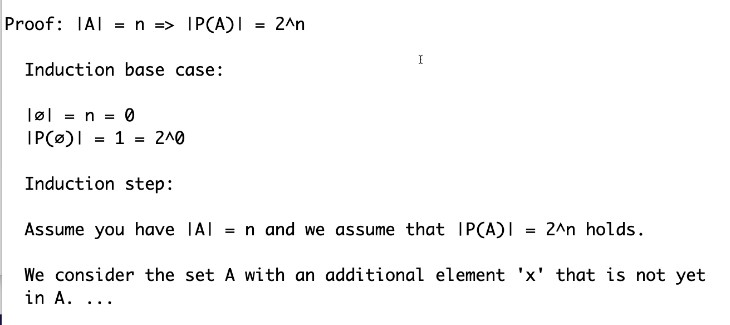 Proof: |A| = n => |P(A)| = 2^n
Induction base case:
|ø| = n = 0
|P(ø)| = 1 = 2^0
Induction step:
Assume you have |A| = n and we assume that |P(A)| = 2^n holds.
We consider the set A with an additional element 'x' that is not yet
in A. ...